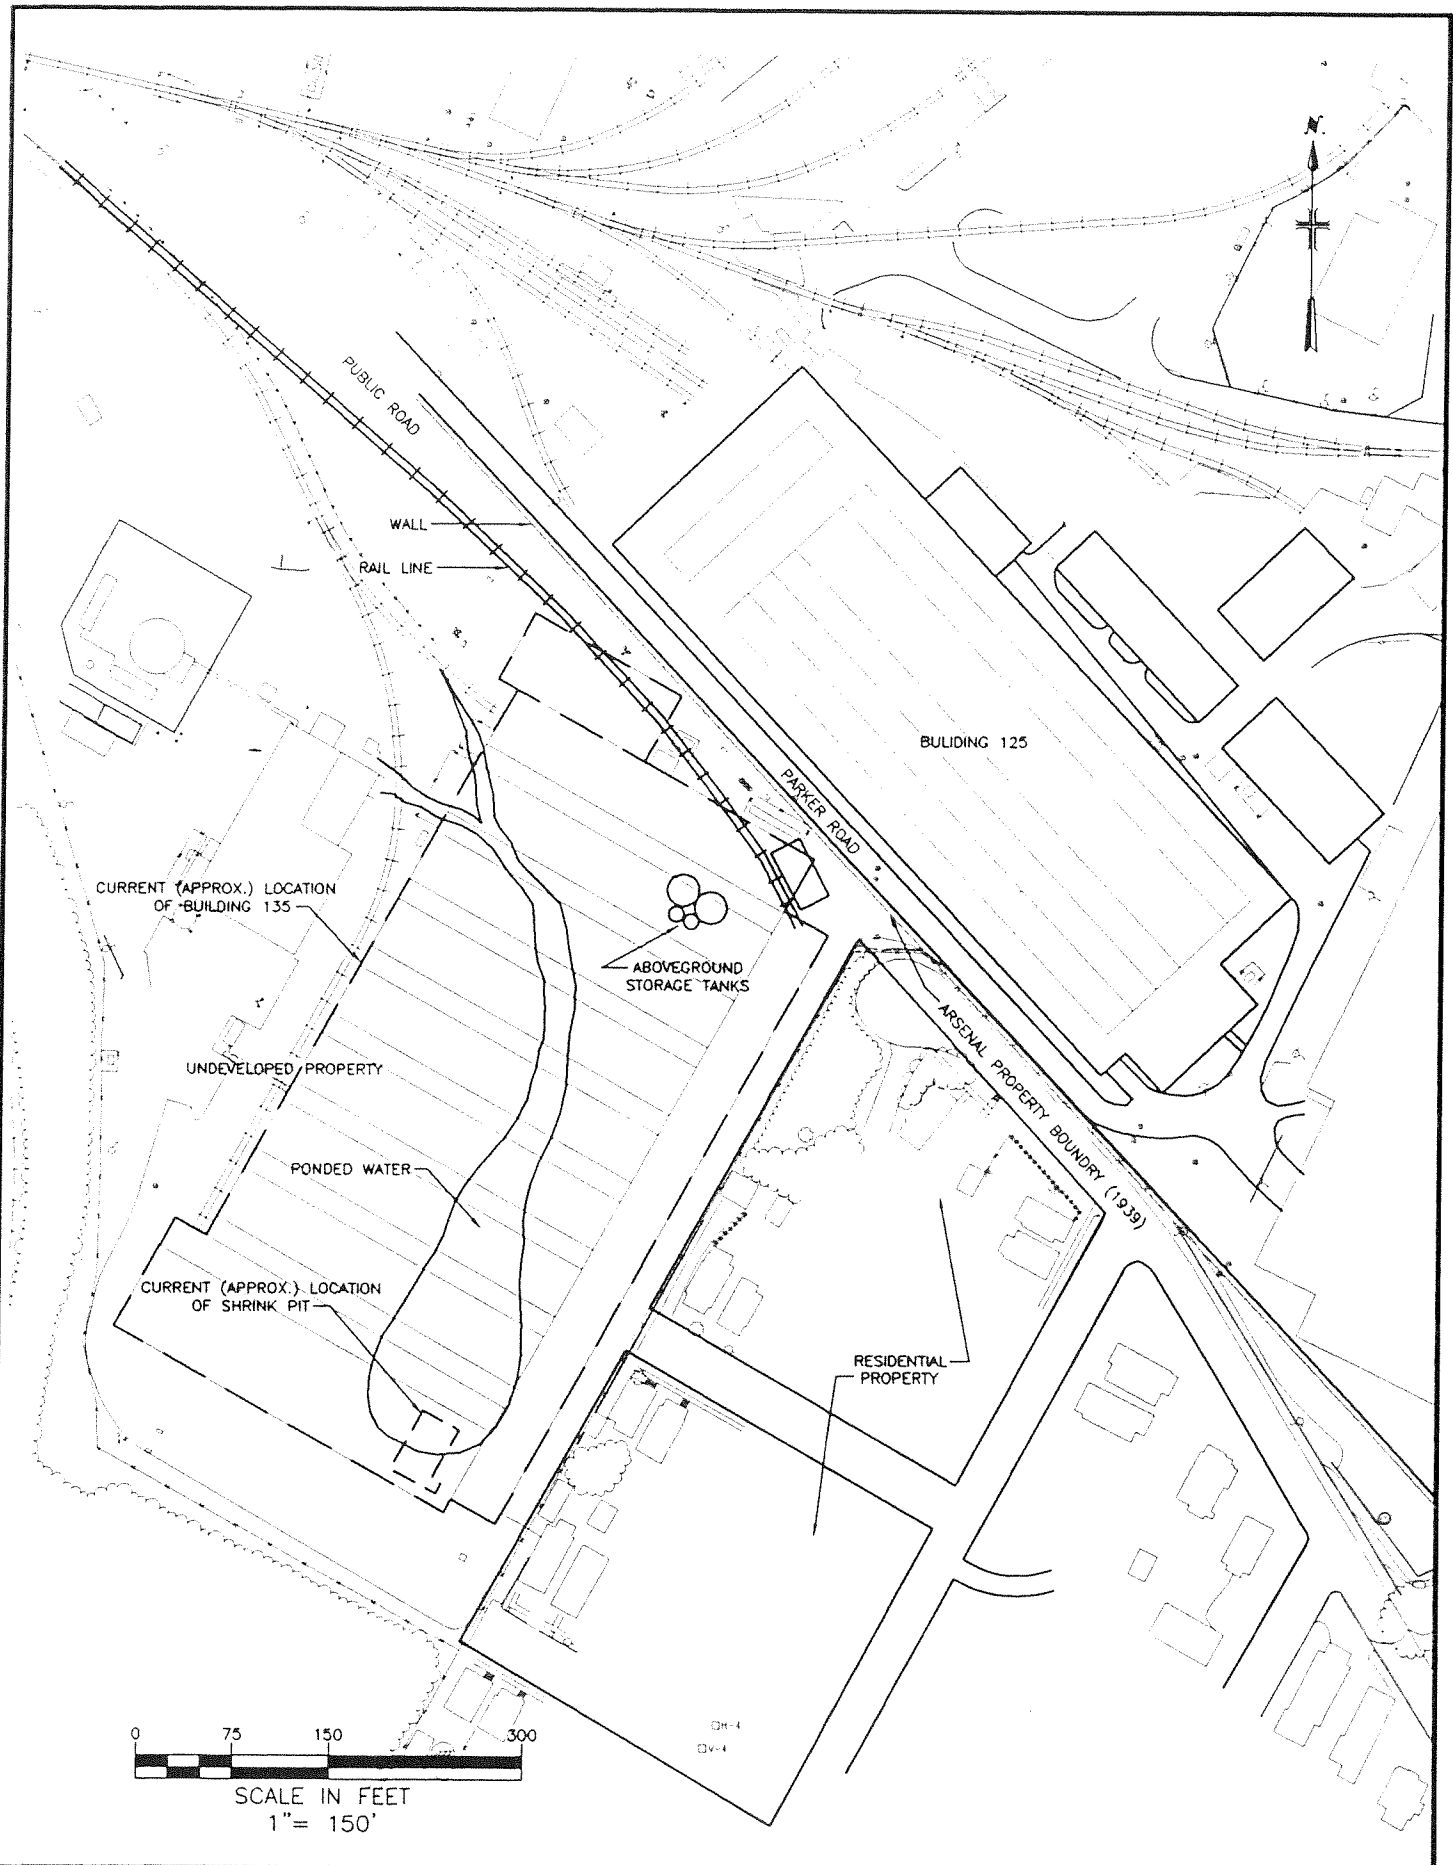 N.
PUBLIC ROAD
WALL
RAIL LINE
BULIDING 125
PARKER ROAD
CURRENT (APPROX.) LOCATION
OF BUILDING 135
ABOVEGROUND
STORAGE TANKS
ARSENAL PROPERTY BOUNDRY (1939)
UNDEVELOPED PROPERTY
PONDED WATER
CURRENT (APPROX.) LOCATION
OF SHRINK PIT
RESIDENTIAL
PROPERTY
H-4
V-4
0 75 150 300
SCALE IN FEET
1"= 150'